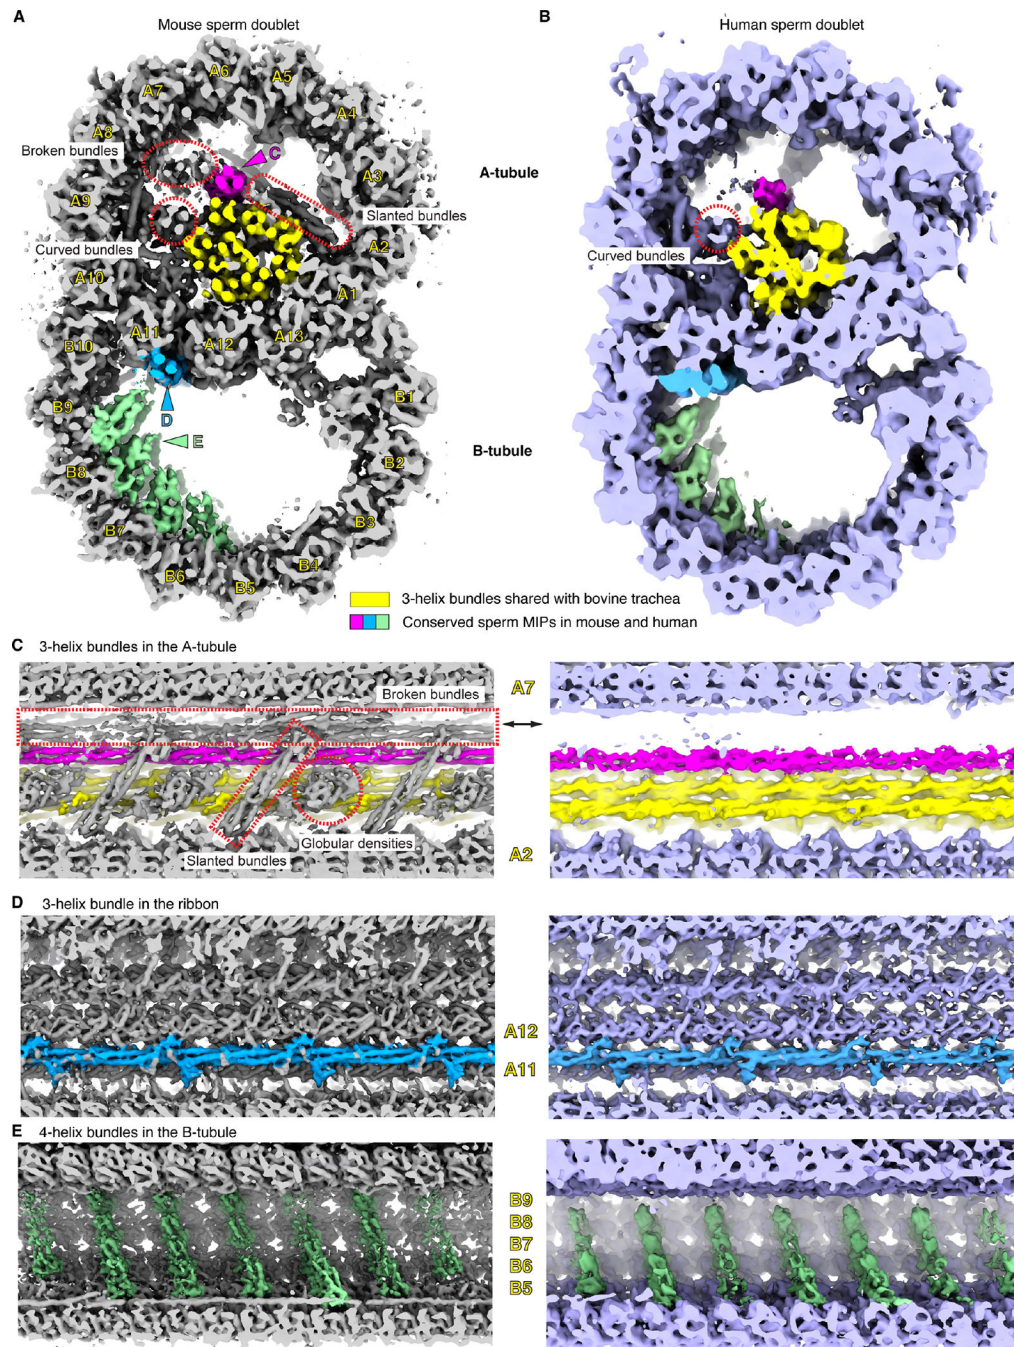 A
Mouse sperm doublet
B
Human sperm doublet
A6
A5
A7
A4
A8
Broken bundles
C
A3
A-tubule
A9
Slanted bundles
A2
Curved bundles
Curved bundles
A10
A1
A11
A12
A13
B10
B9
D
B1
E
B-tubule
B8
B2
B7
B3
B6
B5
B4
3-helix bundles shared with bovine trachea
Conserved sperm MIPs in mouse and human
C 3-helix bundles in the A-tubule
Broken bundles
A7
Slanted bundles
Globular densities
A2
D 3-helix bundle in the ribbon
A12
A11
E 4-helix bundles in the B-tubule
B9
B8
B7
B6
B5